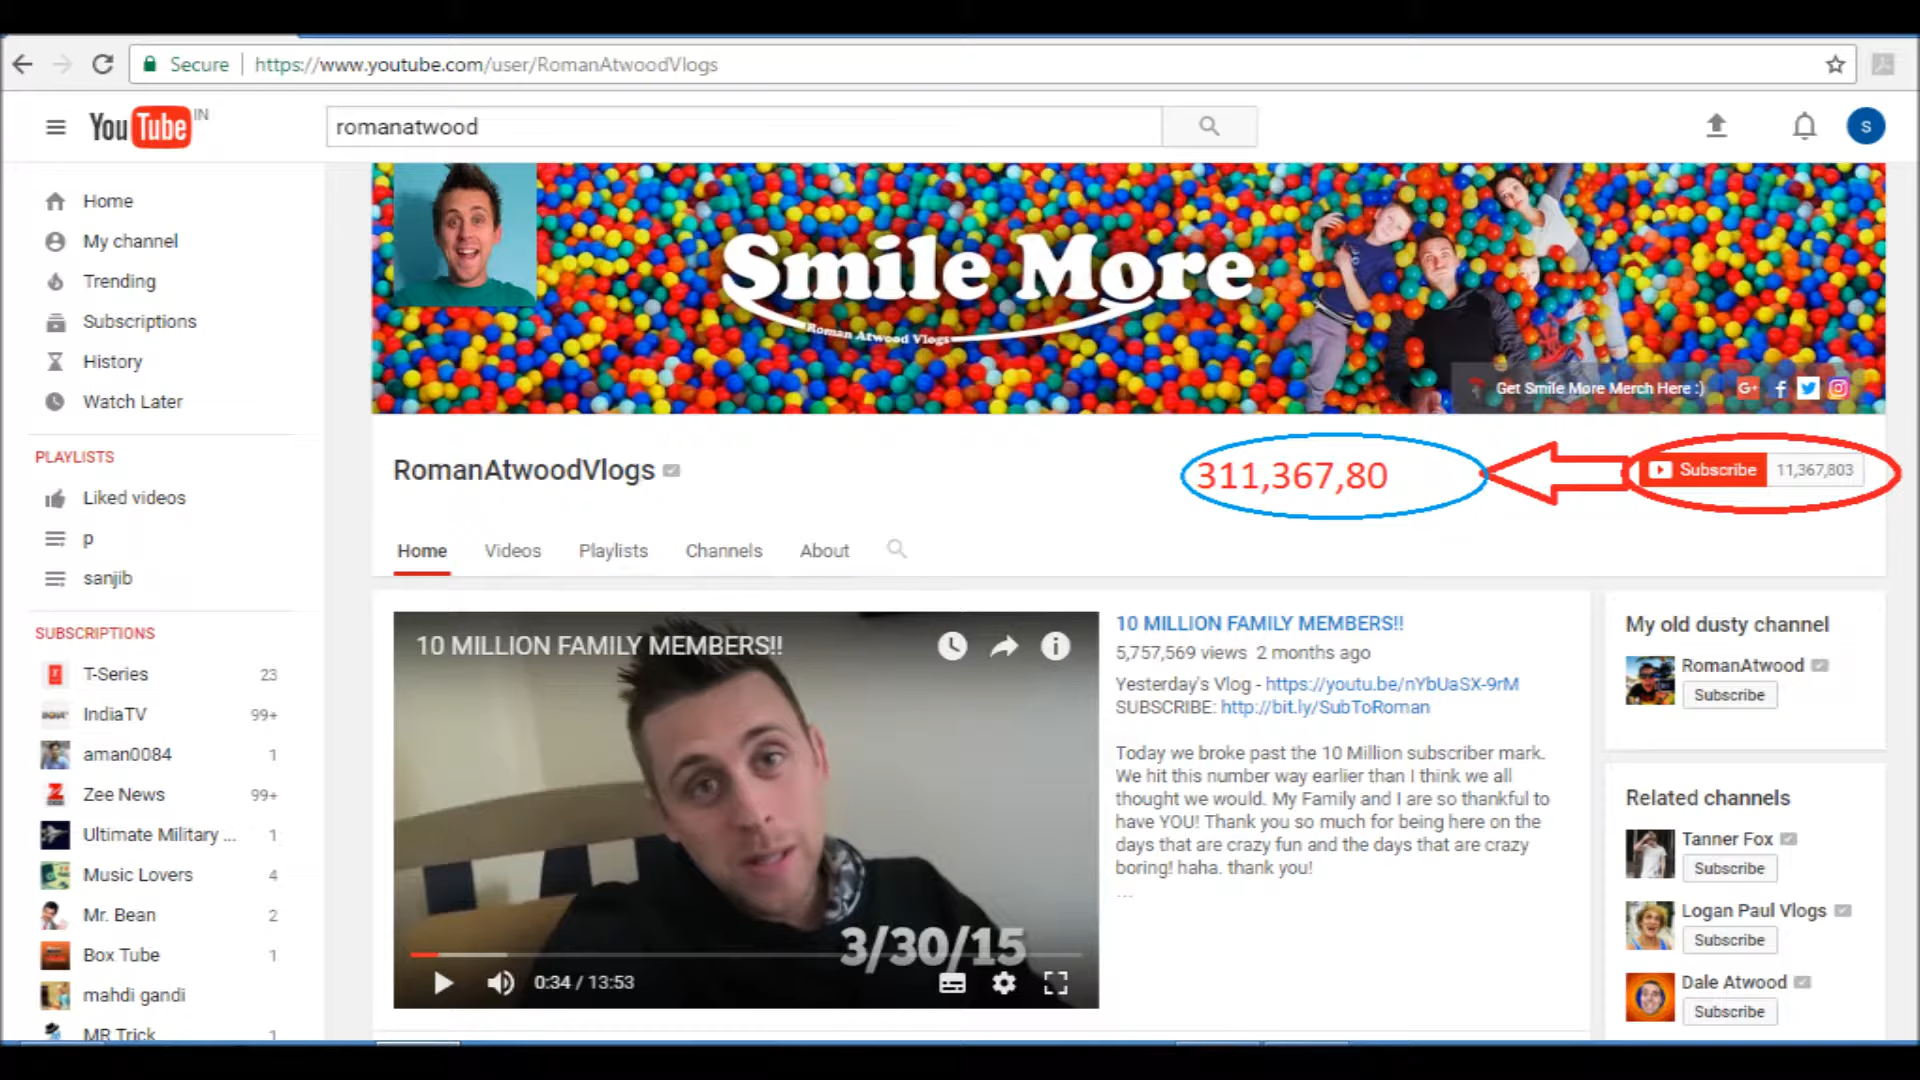 Secure https://www.youtube.com/user/RomanAtwoodVlogs
YouTube IN
romanatwood
S
Home
My channel
Trending
Subscriptions
History
Watch Later
PLAYLISTS
Liked videos
p
sanjib
SUBSCRIPTIONS
T-Series 23
IndiaTV 99+
aman0084 1
Zee News 99+
Ultimate Military ... 1
Music Lovers 4
Mr. Bean 2
Box Tube 1
mahdi gandi
MR Trick 1
Smile More
Roman Atwood Vlogs
Get Smile More Merch Here :) G+ f
RomanAtwoodVlogs
311,367,80
Subscribe 11,367,803
Home Videos Playlists Channels About
10 MILLION FAMILY MEMBERS!!
3/30/15
0:34 / 13:53
10 MILLION FAMILY MEMBERS!!
5,757,569 views 2 months ago
Yesterday's Vlog - https://youtu.be/nYbUaSX-9rM
SUBSCRIBE: http://bit.ly/SubToRoman
Today we broke past the 10 Million subscriber mark.
We hit this number way earlier than I think we all
thought we would. My Family and I are so thankful to
have YOU! Thank you so much for being here on the
days that are crazy fun and the days that are crazy
boring! haha. thank you!
...
My old dusty channel
RomanAtwood
Subscribe
Related channels
Tanner Fox
Subscribe
Logan Paul Vlogs
Subscribe
Dale Atwood
Subscribe